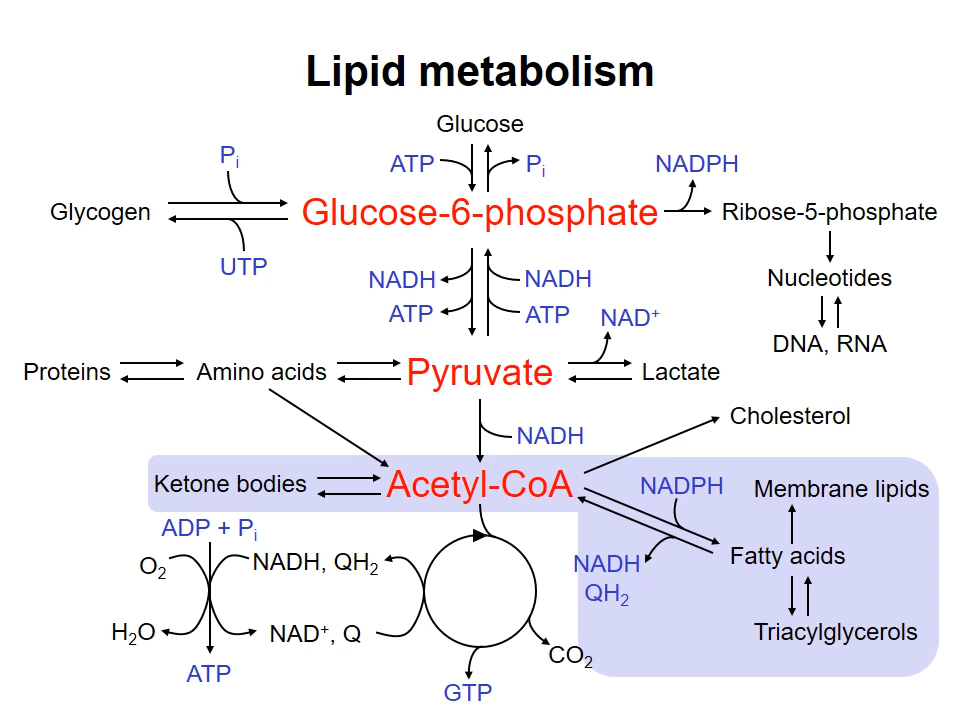 Lipid metabolism
Glucose
Pi
ATP
Pi
NADPH
Glycogen
Glucose-6-phosphate
Ribose-5-phosphate
UTP
NADH
NADH
Nucleotides
ATP
ATP
NAD+
DNA, RNA
Proteins
Amino acids
Pyruvate
Lactate
Cholesterol
NADH
Ketone bodies
Acetyl-CoA
NADPH
Membrane lipids
ADP + Pi
O2
NADH, QH2
NADH
QH2
Fatty acids
H2O
NAD+, Q
Triacylglycerols
CO2
ATP
GTP